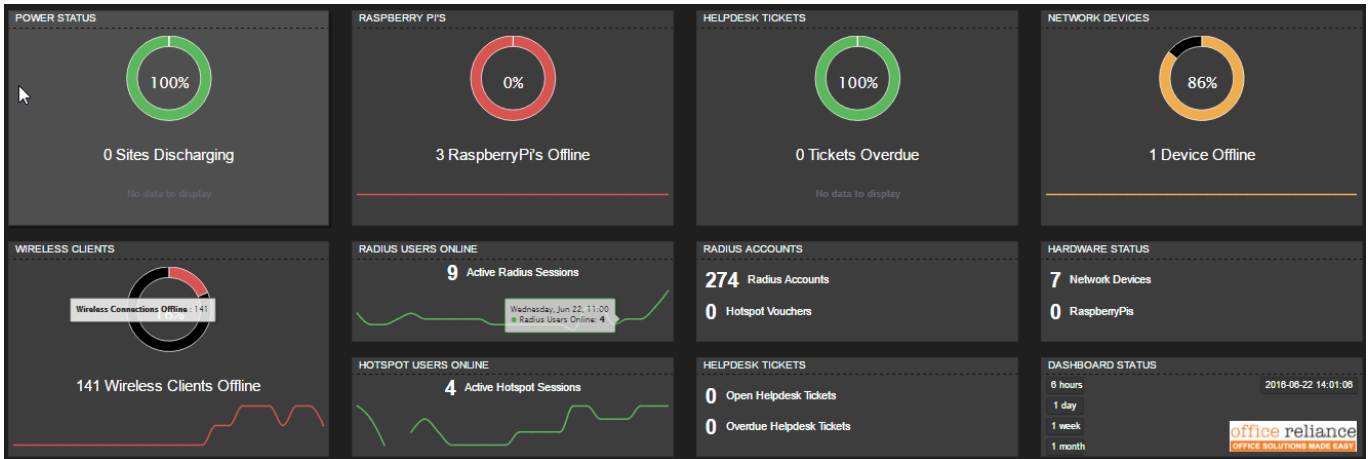 POWER STATUS
100%
0 Sites Discharging
No data to display
RASPBERRY PI'S
0%
3 RaspberryPi's Offline
HELPDESK TICKETS
100%
0 Tickets Overdue
No data to display
NETWORK DEVICES
86%
1 Device Offline
WIRELESS CLIENTS
Wireless Connections Offline : 141
141 Wireless Clients Offline
RADIUS USERS ONLINE
9 Active Radius Sessions
Wednesday, Jun 22, 11:00
Radius Users Online: 4
HOTSPOT USERS ONLINE
4 Active Hotspot Sessions
RADIUS ACCOUNTS
274 Radius Accounts
0 Hotspot Vouchers
HELPDESK TICKETS
0 Open Helpdesk Tickets
0 Overdue Helpdesk Tickets
HARDWARE STATUS
7 Network Devices
0 RaspberryPis
DASHBOARD STATUS
6 hours
2016-06-22 14:01:06
1 day
1 week
1 month
office reliance
OFFICE SOLUTIONS MADE EASY